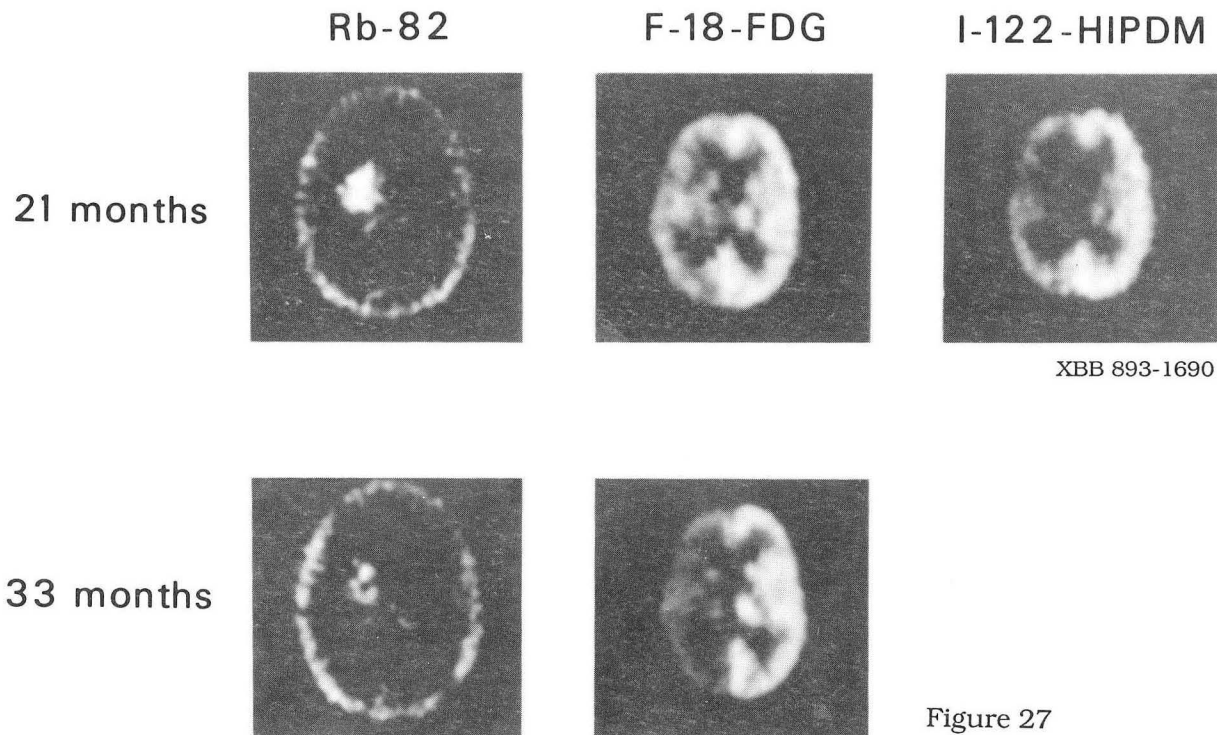 Rb-82
F-18-FDG
I-122-HIPDM
21 months
XBB 893-1690
33 months
Figure 27